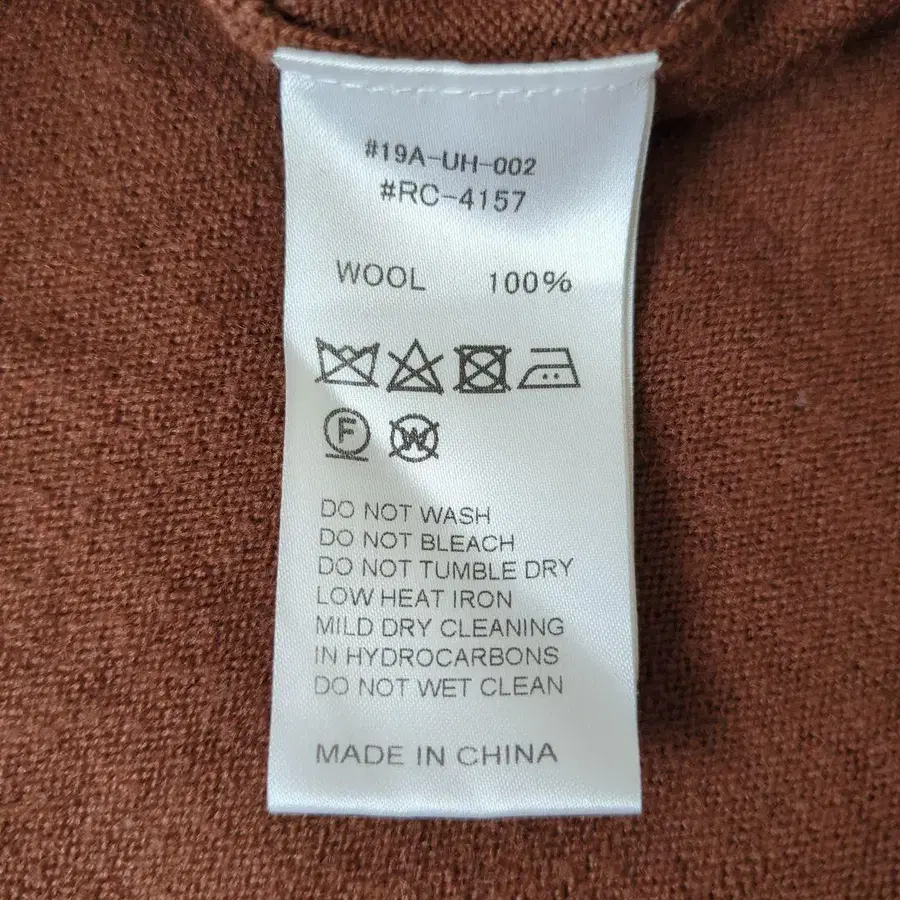 #19A-UH-002
#RC-4157
WOOL 100%
F W
DO NOT WASH
DO NOT BLEACH
DO NOT TUMBLE DRY
LOW HEAT IRON
MILD DRY CLEANING
IN HYDROCARBONS
DO NOT WET CLEAN
MADE IN CHINA